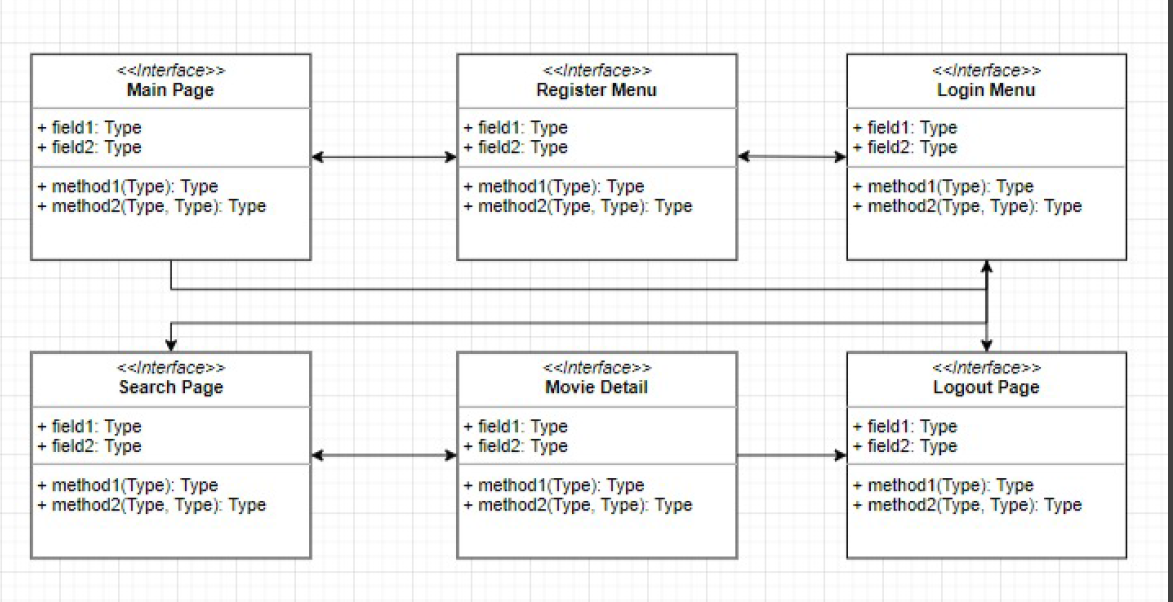 <<Interface>>
Main Page
+ field1: Type
+ field2: Type
+ method1(Type): Type
+ method2(Type, Type): Type
<<Interface>>
Register Menu
+ field1: Type
+ field2: Type
+ method1(Type): Type
+ method2(Type, Type): Type
<<Interface>>
Login Menu
+ field1: Type
+ field2: Type
+ method1(Type): Type
+ method2(Type, Type): Type
<<Interface>>
Search Page
+ field1: Type
+ field2: Type
+ method1(Type): Type
+ method2(Type, Type): Type
<<Interface>>
Movie Detail
+ field1: Type
+ field2: Type
+ method1(Type): Type
+ method2(Type, Type): Type
<<Interface>>
Logout Page
+ field1: Type
+ field2: Type
+ method1(Type): Type
+ method2(Type, Type): Type